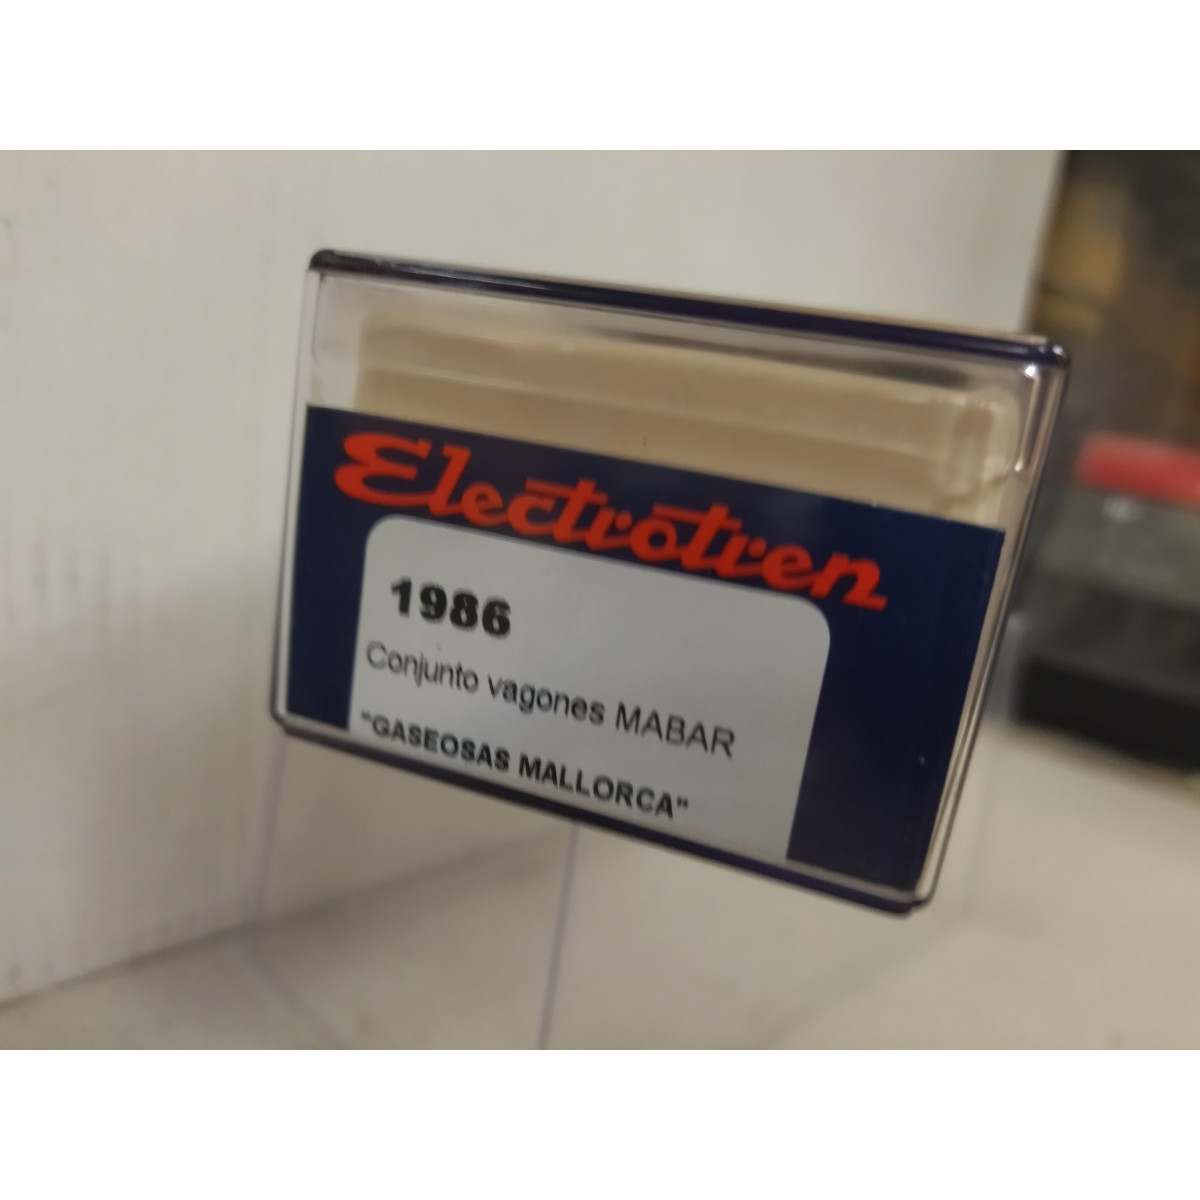 Electrotren
1986
Conjunto vagones MABAR
"GASEOSAS MALLORCA"